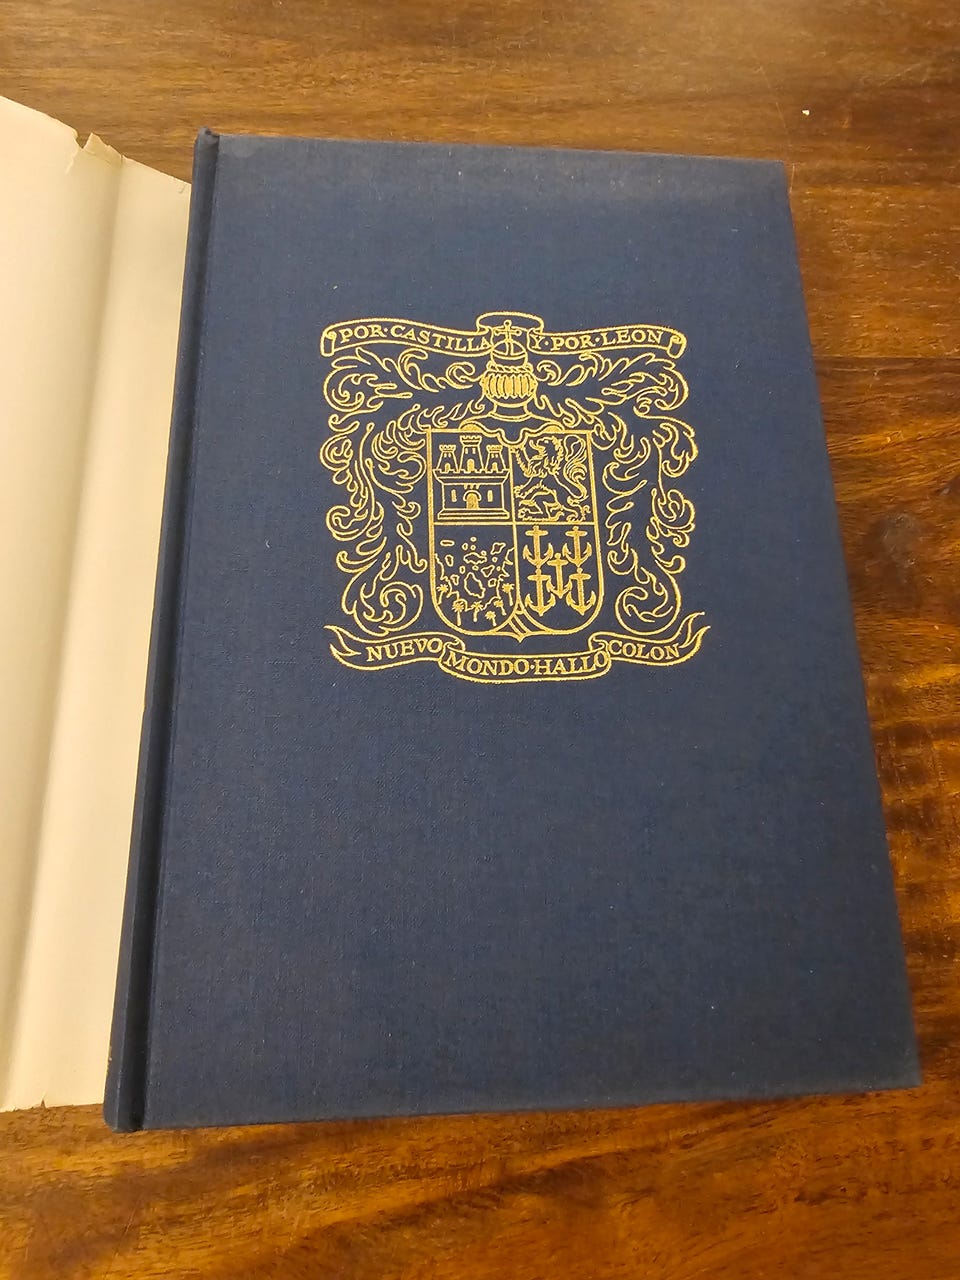 POR·CASTILLA Y·POR·LEON
NUEVO MONDO·HALLO COLON